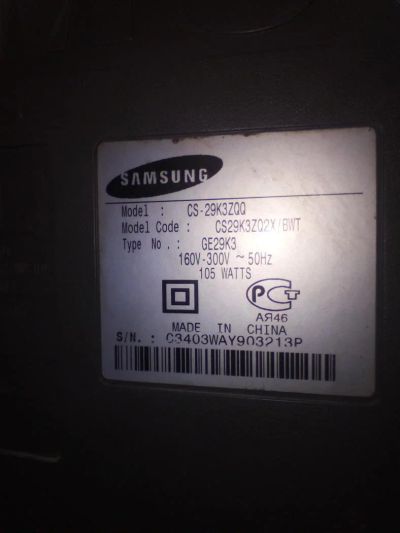 SAMSUNG
Model : CS-29K3ZQQ
Model Code : CS29K3ZQ2X/BWT
Type No. : GE29K3
160V-300V ~ 50Hz
105 WATTS
PCT
АЯ46
MADE IN CHINA
S/N. : C3403WAY903213P